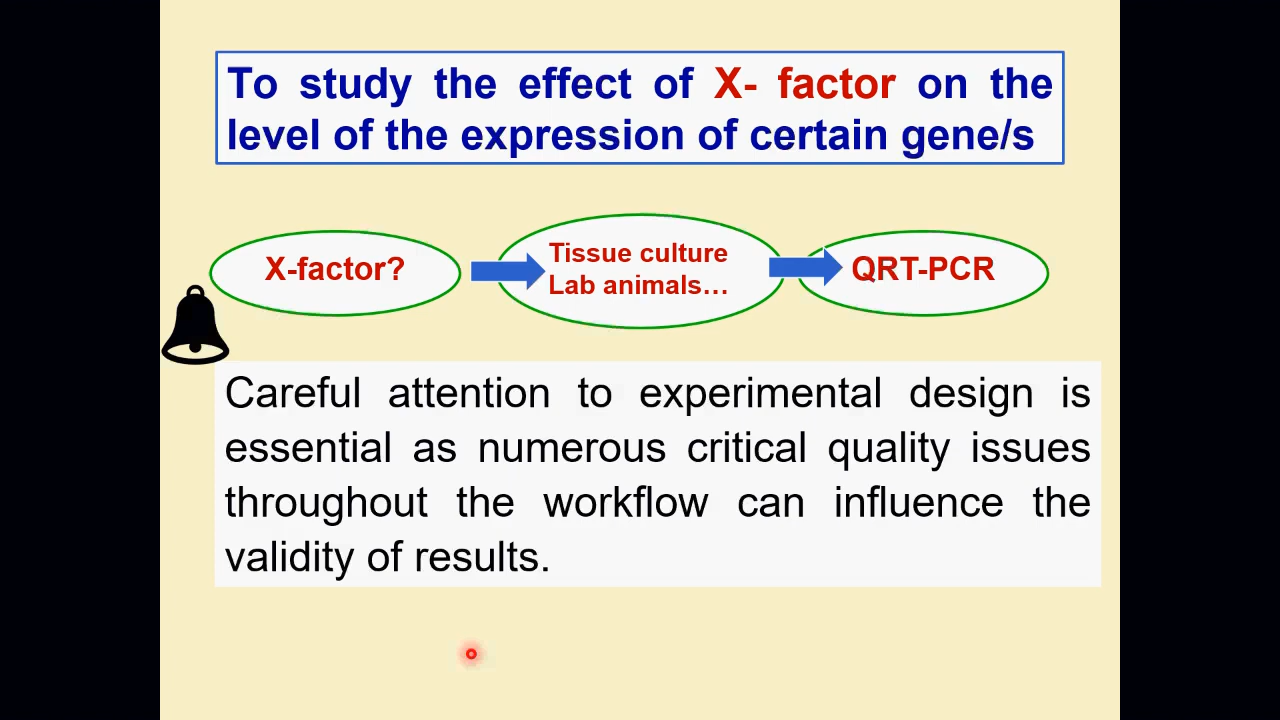 To study the effect of X- factor on the
level of the expression of certain gene/s
X-factor?
Tissue culture
Lab animals…
QRT-PCR
Careful attention to experimental design is
essential as numerous critical quality issues
throughout the workflow can influence the
validity of results.